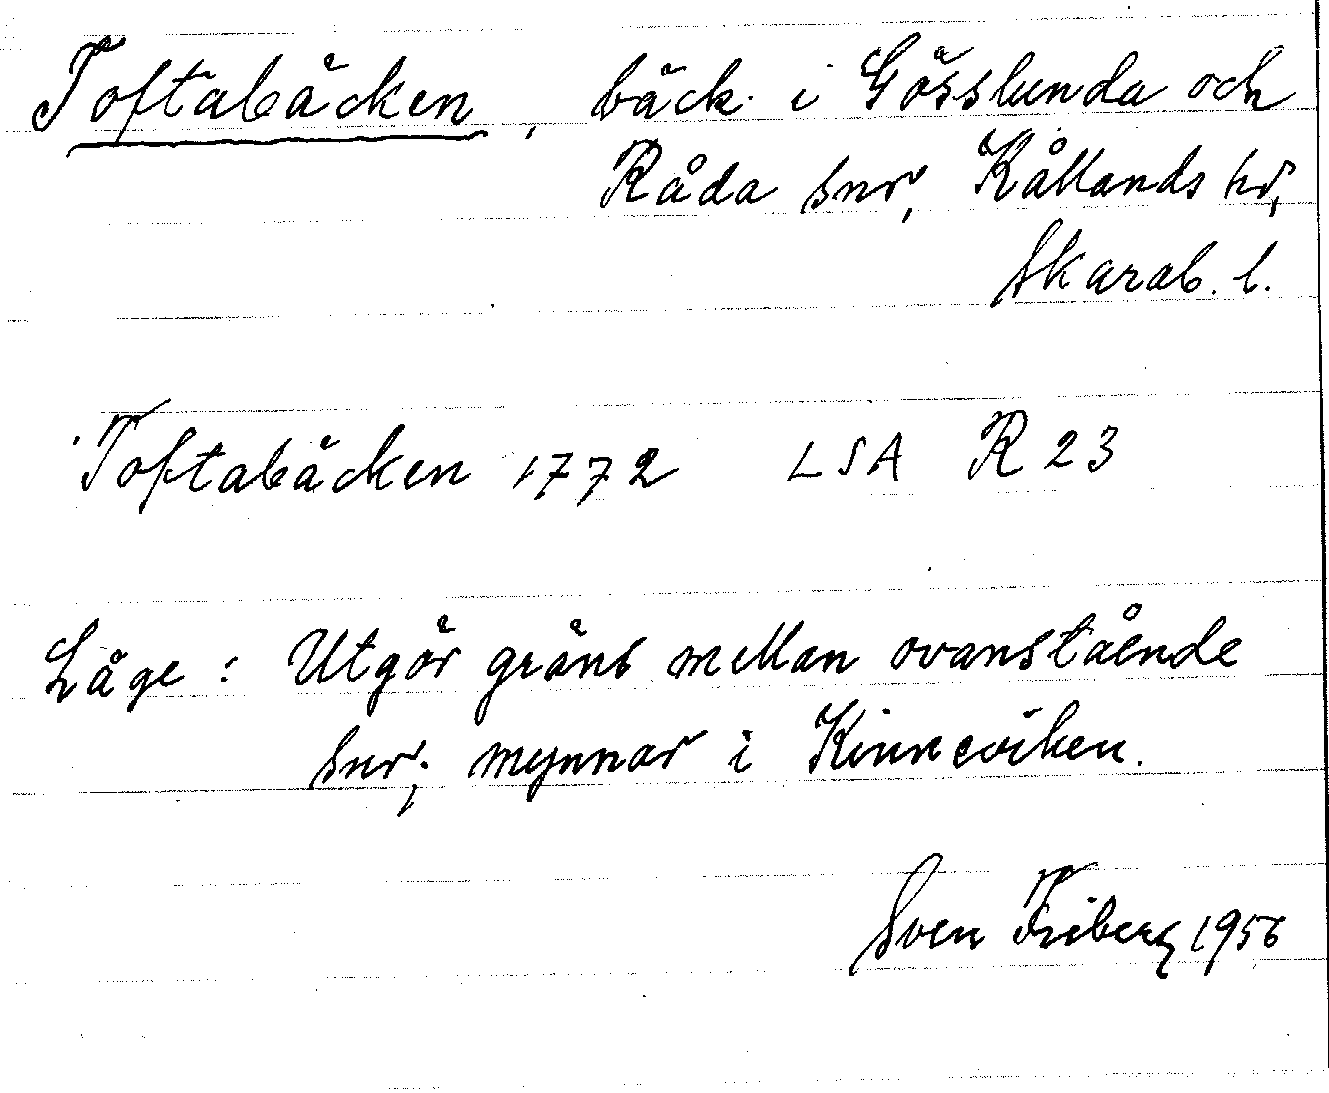 Toftabäcken, bäck i Gösslunda och
Råda snr, Kållands hd,
Skarab. l.
Toftabäcken 1772 LSA R 23
Läge: Utgör gräns mellan ovanstående
snr; mynnar i Kinneviken.
Sven Friberg 1956